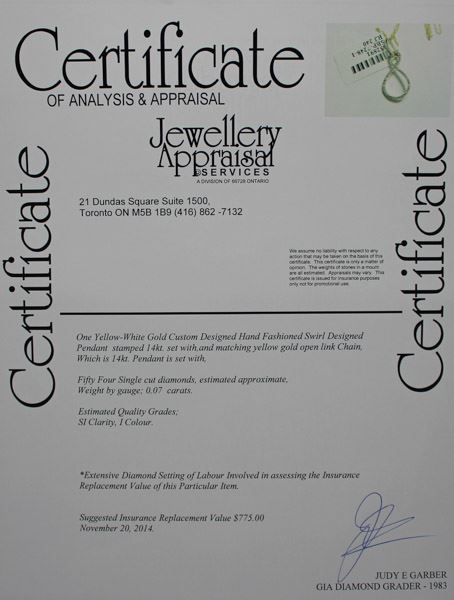 Certificate
OF ANALYSIS & APPRAISAL
Jewellery
Appraisal
SERVICES
A DIVISION OF 66728 ONTARIO
21 Dundas Square Suite 1500,
Toronto ON M5B 1B9 (416) 862 -7132
We assume no liability with respect to any
action that may be taken on the basis of this
certificate. This certificate is only a matter of
opinion. The weights of stones in a mount
are all estimated. Appraisals may vary. This
certificate is issued for insurance purposes
only not for promotional use.
Certificate
Certificate
One Yellow-White Gold Custom Designed Hand Fashioned Swirl Designed
Pendant stamped 14kt. set with,and matching yellow gold open link Chain,
Which is 14kt. Pendant is set with,
Fifty Four Single cut diamonds, estimated approximate,
Weight by gauge; 0.07 carats.
Estimated Quality Grades;
SI Clarity, I Colour.
*Extensive Diamond Setting of Labour Involved in assessing the Insurance
Replacement Value of this Particular Item.
Suggested Insurance Replacement Value $775.00
November 20, 2014.
JUDY E GARBER
GIA DIAMOND GRADER - 1983